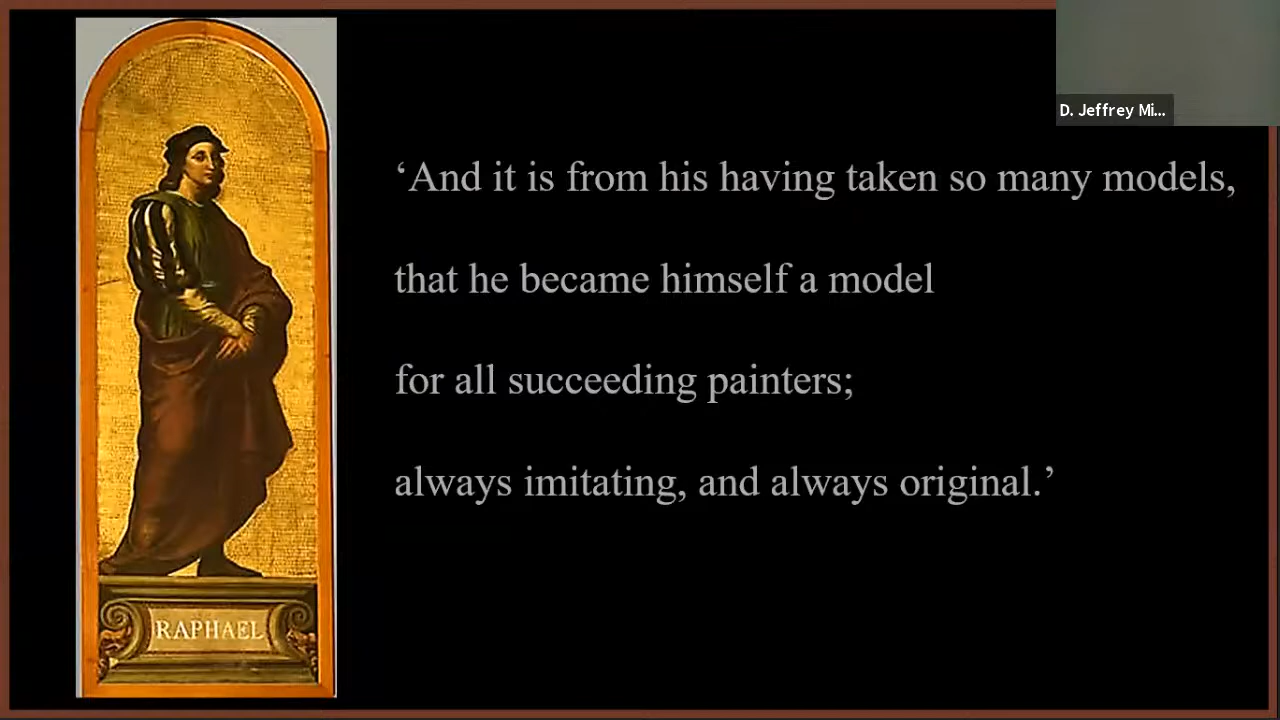 D. Jeffrey Mi...
‘And it is from his having taken so many models,
that he became himself a model
for all succeeding painters;
always imitating, and always original.’
RAPHAEL